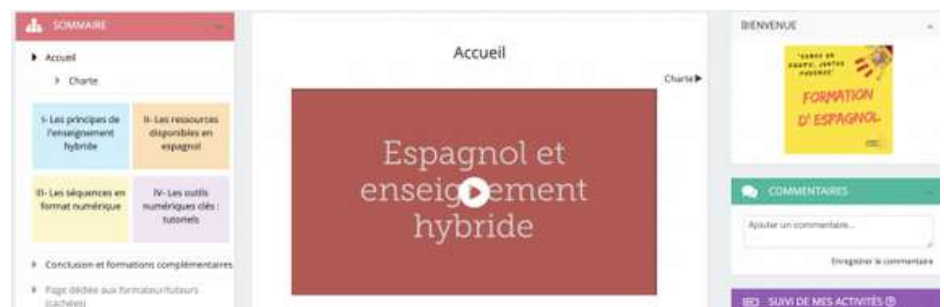 SOMMAIRE
Accueil
Charte
I- Les principes de
l'enseignement
hybride
II- Les ressources
disponibles en
espagnol
III- Les séquences en
format numérique
IV- Les outils
numériques clés :
tutoriels
Conclusion et formations complémentaires
Page dédiée aux formateurs/tuteurs
(cachées)
Accueil
Charte
Espagnol et
enseignement
hybride
BIENVENUE
FORMATION
D'ESPAGNOL
COMMENTAIRES
Ajouter un commentaire...
Enregistrer le commentaire
SUIVI DE MES ACTIVITÉS